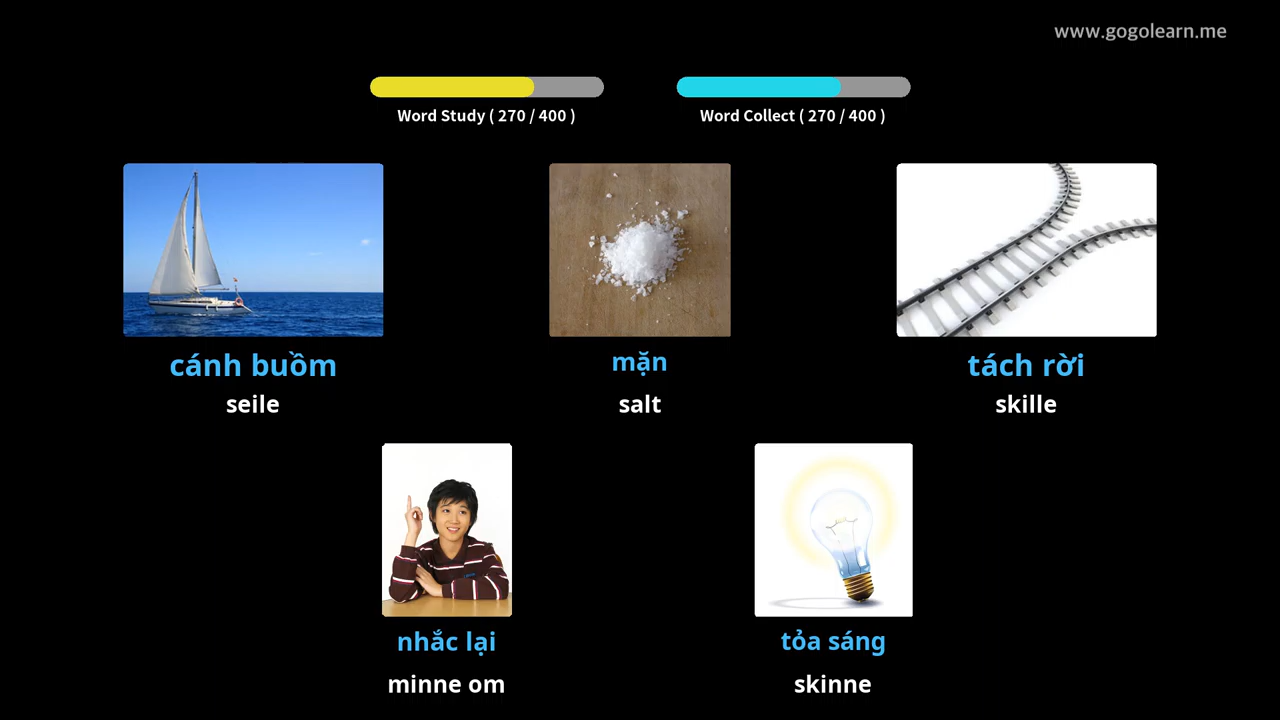 www.gogolearn.me
Word Study ( 270 / 400 )
Word Collect ( 270 / 400 )
cánh buồm
mặn
tách rời
seile
salt
skille
nhắc lại
tỏa sáng
minne om
skinne